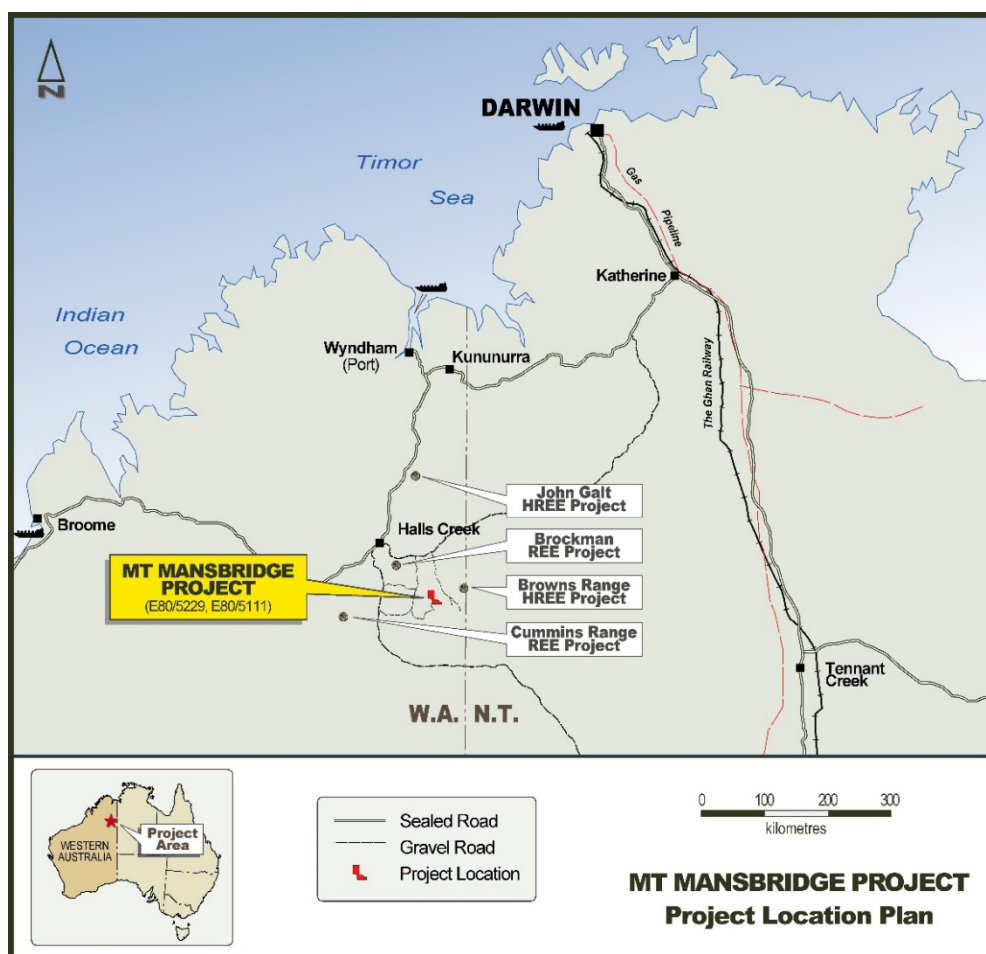 N
DARWIN
Timor
Sea
Gas
Pipeline
Katherine
Indian
Ocean
Wyndham
(Port)
Kununurra
The Ghan Railway
John Galt
HREE Project
Broome
Halls Creek
Brockman
REE Project
MT MANSBRIDGE
PROJECT
(E80/5229, E80/5111)
Browns Range
HREE Project
Cummins Range
REE Project
Tennant
Creek
W.A. N.T.
Project
Area
WESTERN
AUSTRALIA
Sealed Road
Gravel Road
Project Location
0 100 200 300
kilometres
MT MANSBRIDGE PROJECT
Project Location Plan